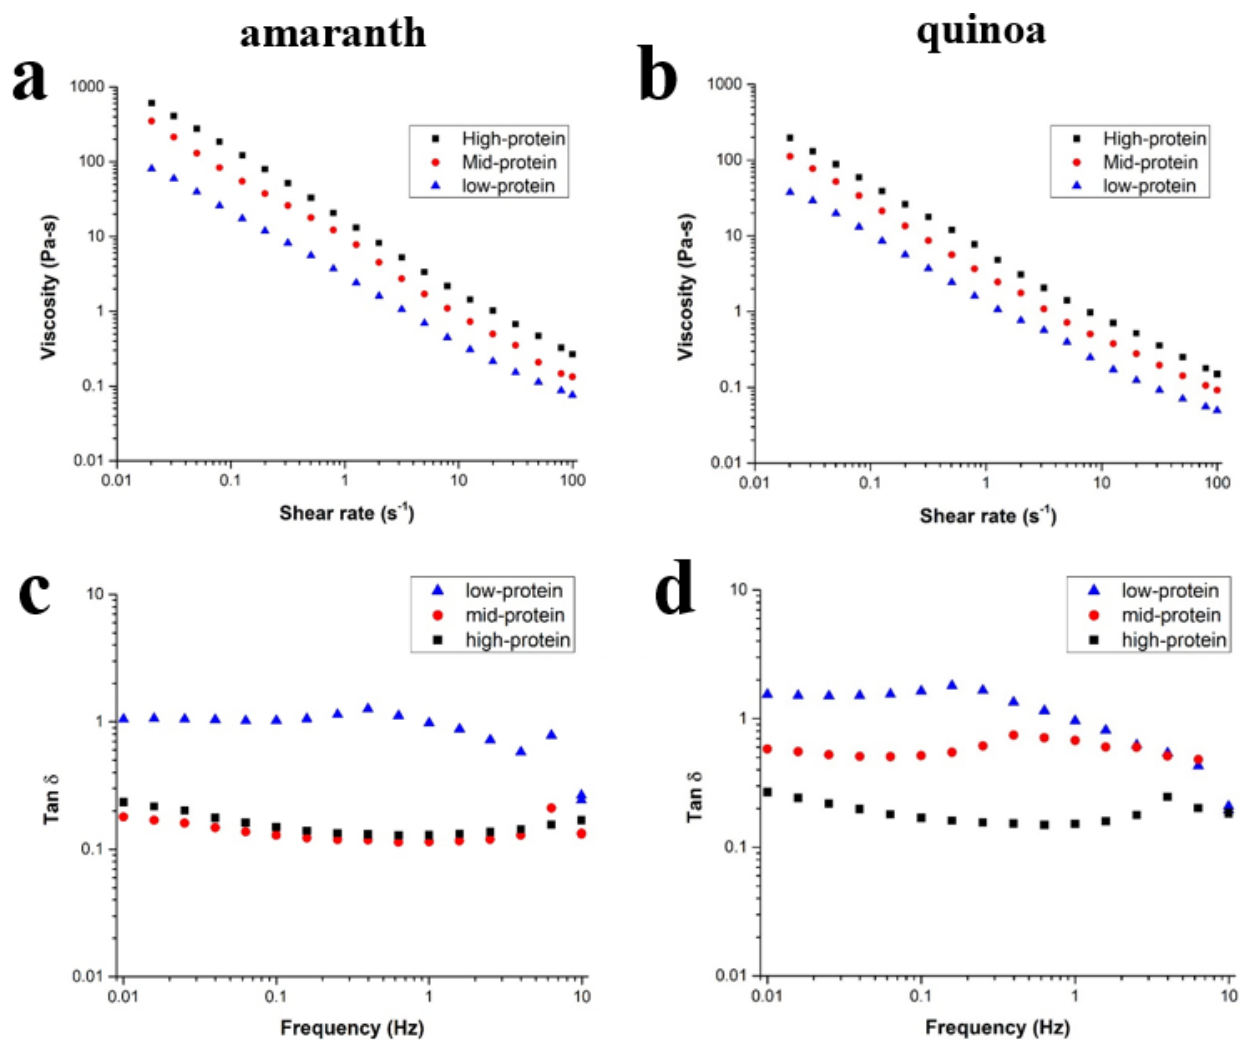 amaranth
quinoa
a
1000
100
10
1
0.1
0.01
Viscosity (Pa-s)
High-protein
Mid-protein
low-protein
0.01 0.1 1 10 100
Shear rate (s⁻¹)
b
1000
100
10
1
0.1
0.01
Viscosity (Pa-s)
High-protein
Mid-protein
low-protein
0.01 0.1 1 10 100
Shear rate (s⁻¹)
c
10
1
0.1
0.01
Tan δ
low-protein
mid-protein
high-protein
0.01 0.1 1 10
Frequency (Hz)
d
10
1
0.1
0.01
Tan δ
low-protein
mid-protein
high-protein
0.01 0.1 1 10
Frequency (Hz)